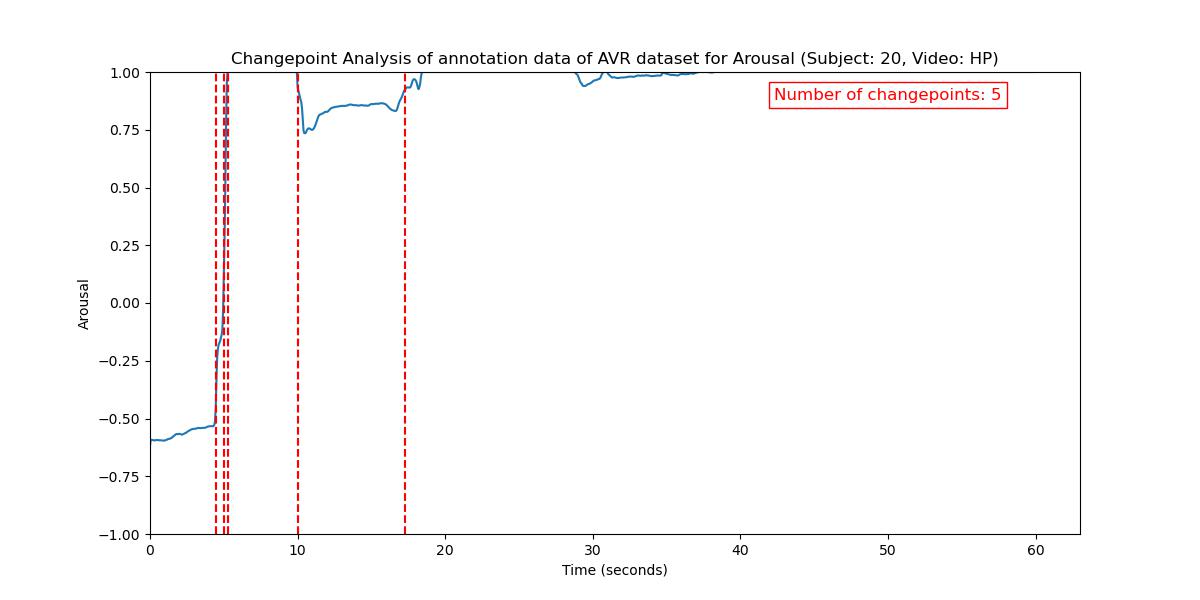 Changepoint Analysis of annotation data of AVR dataset for Arousal (Subject: 20, Video: HP)
Number of changepoints: 5
1.00
0.75
0.50
0.25
0.00
−0.25
−0.50
−0.75
−1.00
Arousal
0 10 20 30 40 50 60
Time (seconds)